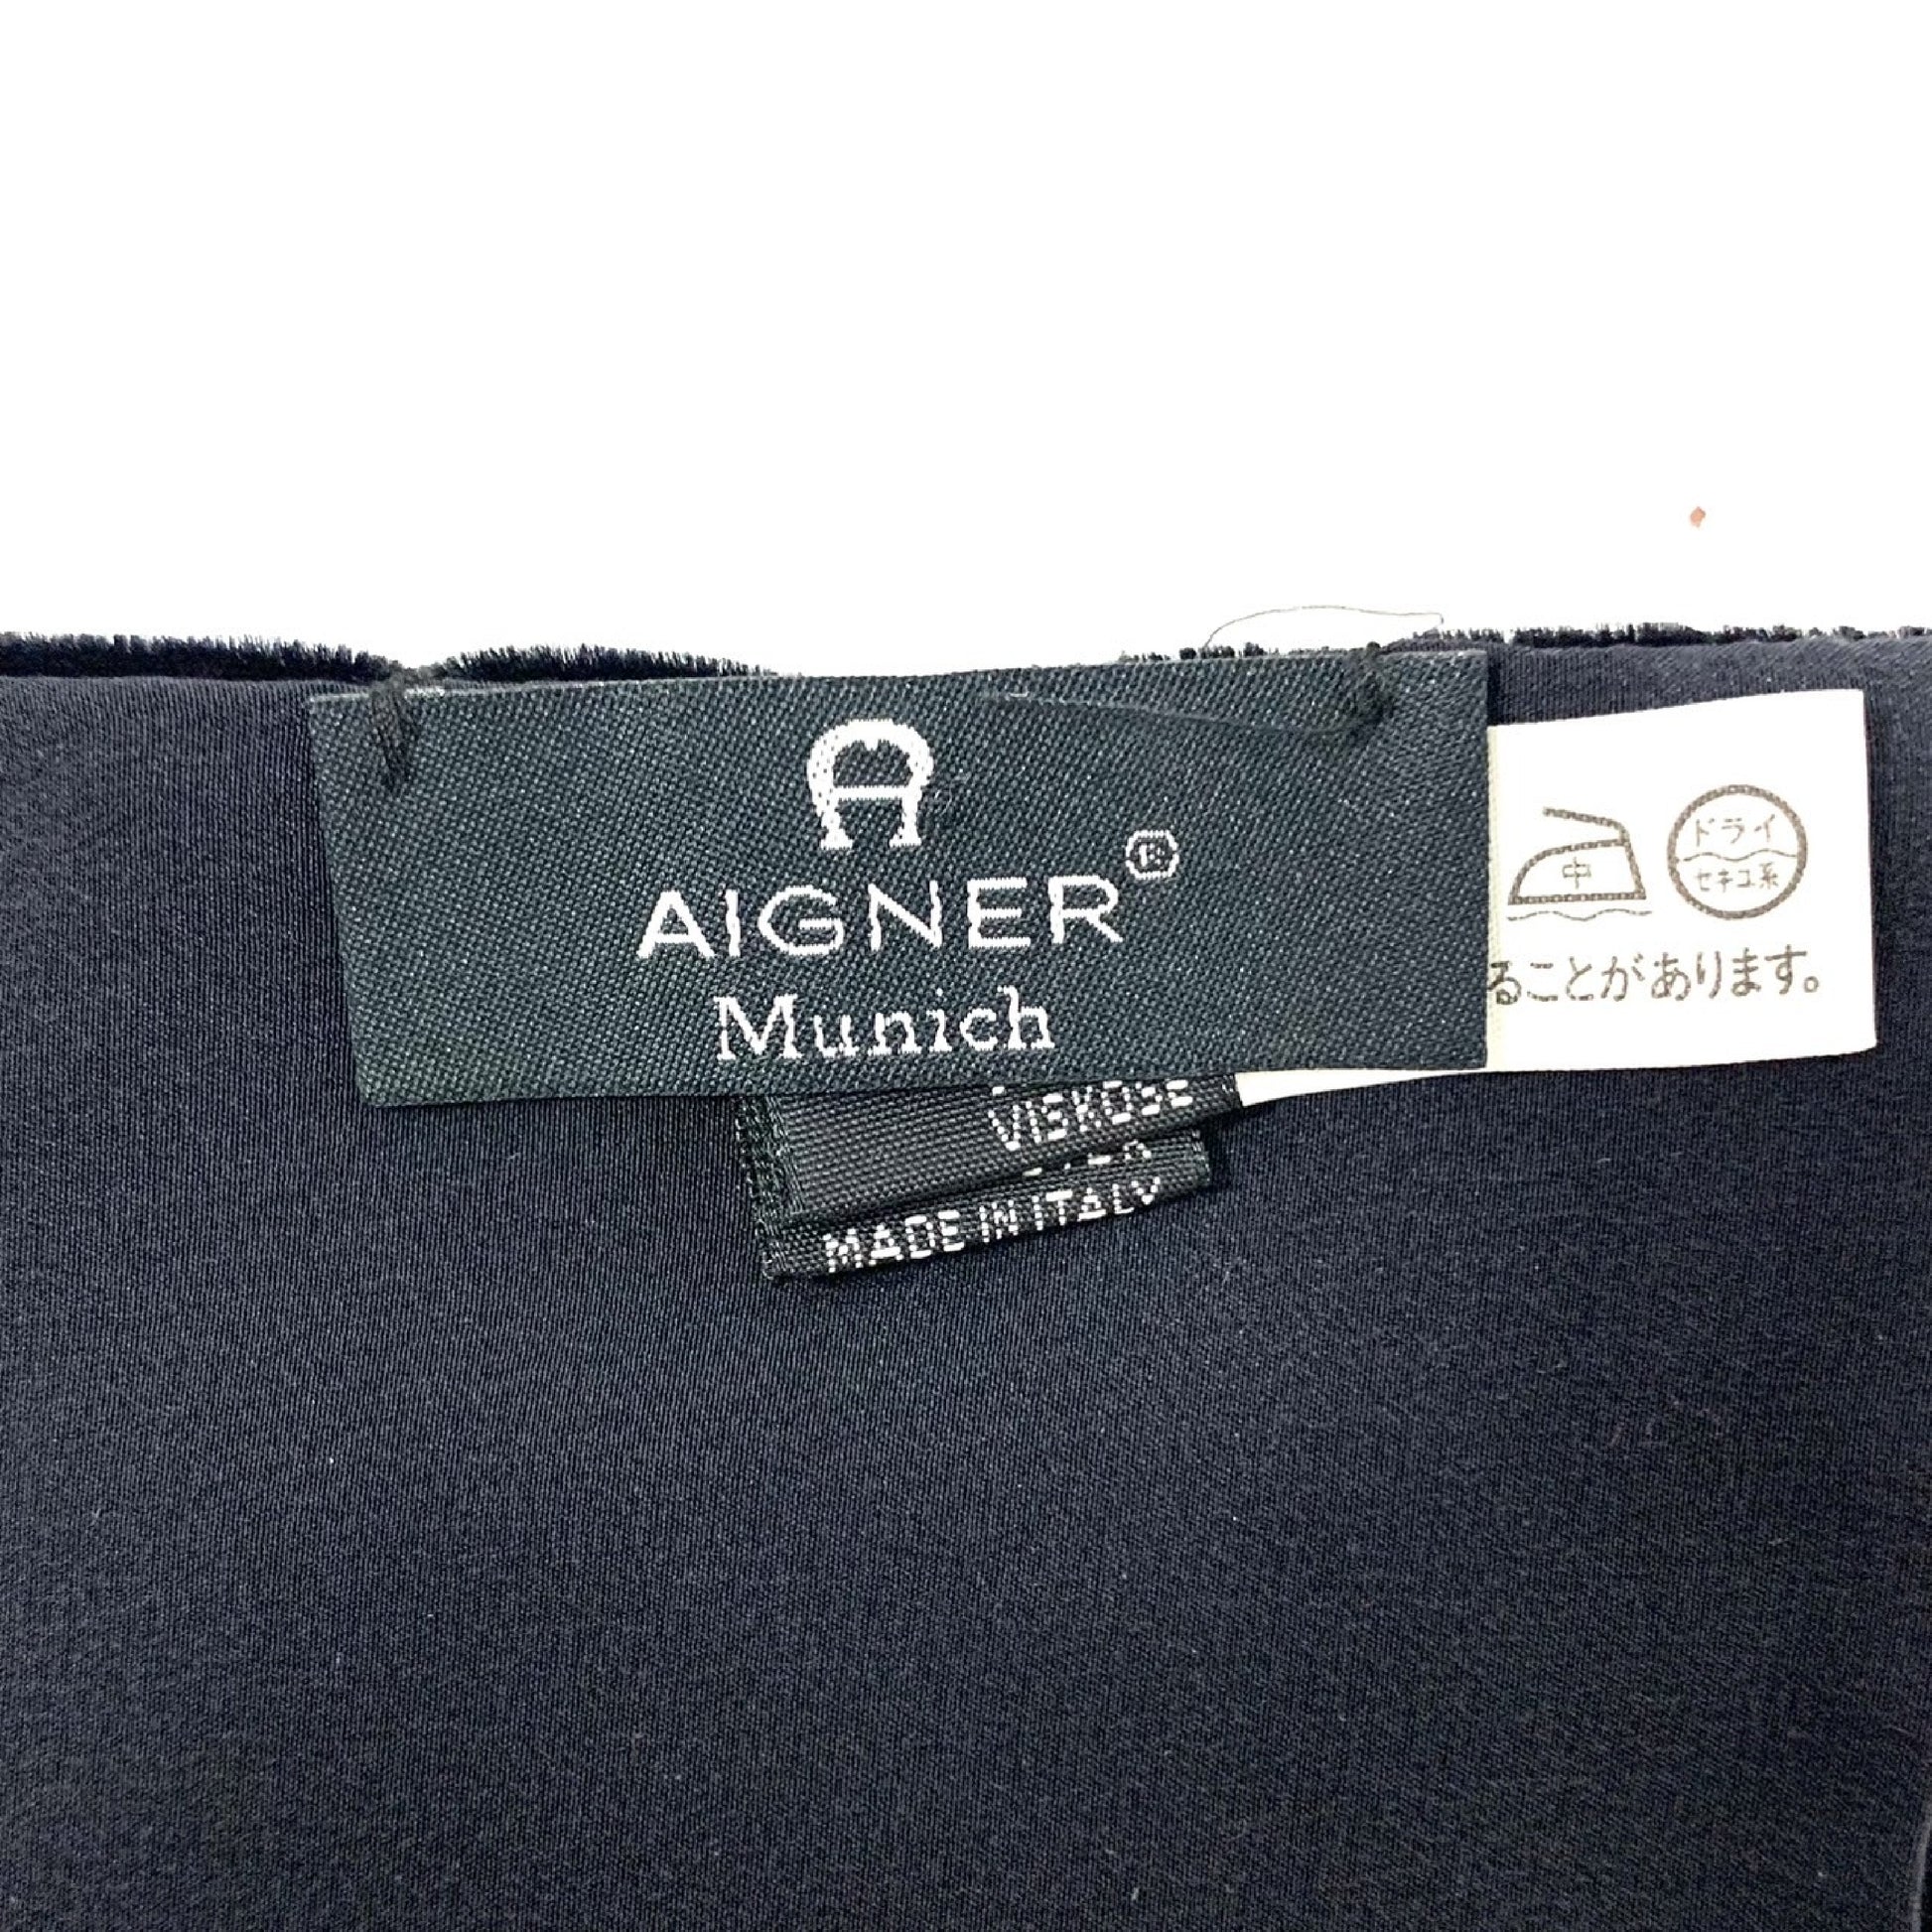 AIGNER®
Munich
中
ドライ
セキユ系
ることがあります。
VISKOSE
MADE IN ITALY